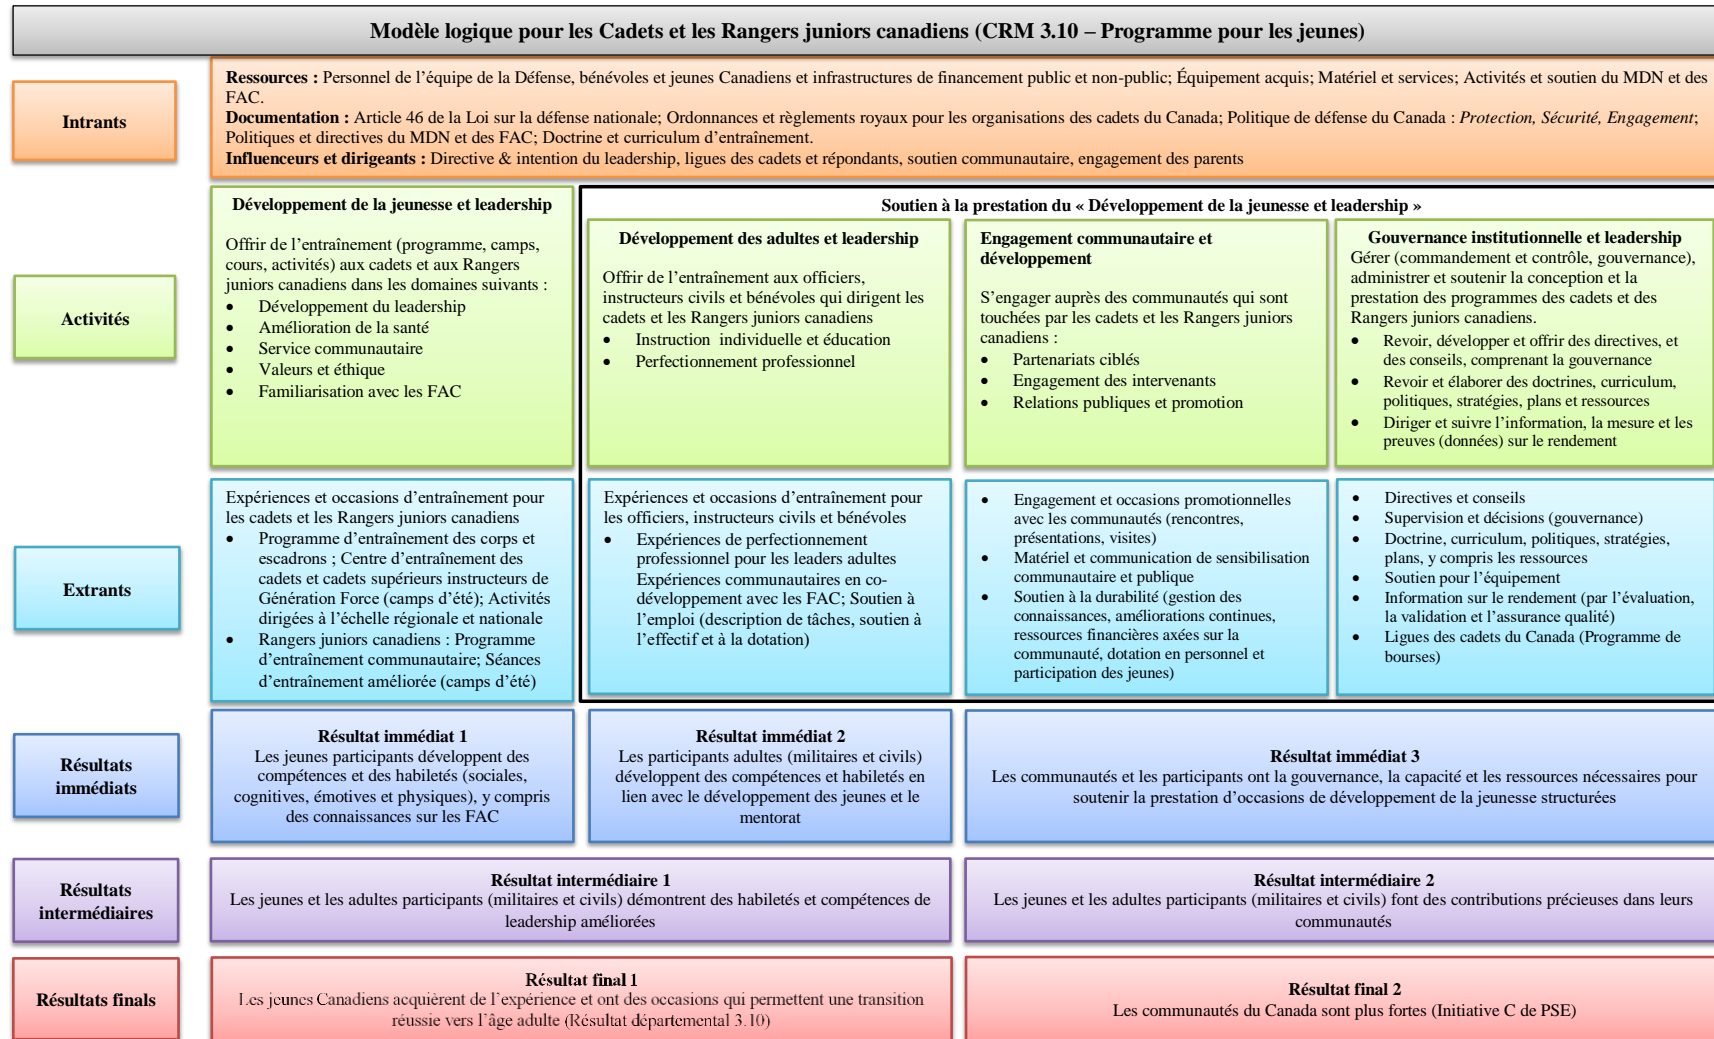 Modèle logique pour les Cadets et les Rangers juniors canadiens (CRM 3.10 – Programme pour les jeunes)
Intrants
Ressources : Personnel de l’équipe de la Défense, bénévoles et jeunes Canadiens et infrastructures de financement public et non-public; Équipement acquis; Matériel et services; Activités et soutien du MDN et des
FAC.
Documentation : Article 46 de la Loi sur la défense nationale; Ordonnances et règlements royaux pour les organisations des cadets du Canada; Politique de défense du Canada : Protection, Sécurité, Engagement;
Politiques et directives du MDN et des FAC; Doctrine et curriculum d’entraînement.
Influenceurs et dirigeants : Directive & intention du leadership, ligues des cadets et répondants, soutien communautaire, engagement des parents
Activités
Développement de la jeunesse et leadership
Offrir de l’entraînement (programme, camps,
cours, activités) aux cadets et aux Rangers
juniors canadiens dans les domaines suivants :
• Développement du leadership
• Amélioration de la santé
• Service communautaire
• Valeurs et éthique
• Familiarisation avec les FAC
Soutien à la prestation du « Développement de la jeunesse et leadership »
Développement des adultes et leadership
Offrir de l’entraînement aux officiers,
instructeurs civils et bénévoles qui dirigent les
cadets et les Rangers juniors canadiens
• Instruction individuelle et éducation
• Perfectionnement professionnel
Engagement communautaire et
développement
S’engager auprès des communautés qui sont
touchées par les cadets et les Rangers juniors
canadiens :
• Partenariats ciblés
• Engagement des intervenants
• Relations publiques et promotion
Gouvernance institutionnelle et leadership
Gérer (commandement et contrôle, gouvernance),
administrer et soutenir la conception et la
prestation des programmes des cadets et des
Rangers juniors canadiens.
• Revoir, développer et offrir des directives, et
des conseils, comprenant la gouvernance
• Revoir et élaborer des doctrines, curriculum,
politiques, stratégies, plans et ressources
• Diriger et suivre l’information, la mesure et les
preuves (données) sur le rendement
Extrants
Expériences et occasions d’entraînement pour
les cadets et les Rangers juniors canadiens
• Programme d’entraînement des corps et
escadrons ; Centre d’entraînement des
cadets et cadets supérieurs instructeurs de
Génération Force (camps d’été); Activités
dirigées à l’échelle régionale et nationale
• Rangers juniors canadiens : Programme
d’entraînement communautaire; Séances
d’entraînement améliorée (camps d’été)
Expériences et occasions d’entraînement pour
les officiers, instructeurs civils et bénévoles
• Expériences de perfectionnement
professionnel pour les leaders adultes
Expériences communautaires en co-
développement avec les FAC; Soutien à
l’emploi (description de tâches, soutien à
l’effectif et à la dotation)
• Engagement et occasions promotionnelles
avec les communautés (rencontres,
présentations, visites)
• Matériel et communication de sensibilisation
communautaire et publique
• Soutien à la durabilité (gestion des
connaissances, améliorations continues,
ressources financières axées sur la
communauté, dotation en personnel et
participation des jeunes)
• Directives et conseils
• Supervision et décisions (gouvernance)
• Doctrine, curriculum, politiques, stratégies,
plans, y compris les ressources
• Soutien pour l’équipement
• Information sur le rendement (par l’évaluation,
la validation et l’assurance qualité)
• Ligues des cadets du Canada (Programme de
bourses)
Résultats
immédiats
Résultat immédiat 1
Les jeunes participants développent des
compétences et des habiletés (sociales,
cognitives, émotives et physiques), y compris
des connaissances sur les FAC
Résultat immédiat 2
Les participants adultes (militaires et civils)
développent des compétences et habiletés en
lien avec le développement des jeunes et le
mentorat
Résultat immédiat 3
Les communautés et les participants ont la gouvernance, la capacité et les ressources nécessaires pour
soutenir la prestation d’occasions de développement de la jeunesse structurées
Résultats
intermédiaires
Résultat intermédiaire 1
Les jeunes et les adultes participants (militaires et civils) démontrent des habiletés et compétences de
leadership améliorées
Résultat intermédiaire 2
Les jeunes et les adultes participants (militaires et civils) font des contributions précieuses dans leurs
communautés
Résultats finals
Résultat final 1
Les jeunes Canadiens acquièrent de l’expérience et ont des occasions qui permettent une transition
réussie vers l’âge adulte (Résultat départemental 3.10)
Résultat final 2
Les communautés du Canada sont plus fortes (Initiative C de PSE)